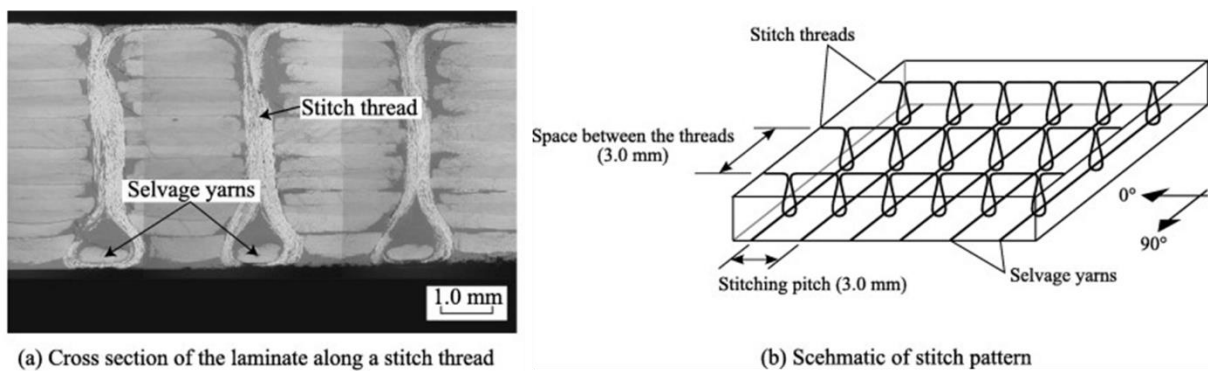 Stitch thread
Selvage yarns
1.0 mm
(a) Cross section of the laminate along a stitch thread
Stitch threads
Space between the threads
(3.0 mm)
0°
90°
Stitching pitch (3.0 mm)
Selvage yarns
(b) Scehmatic of stitch pattern